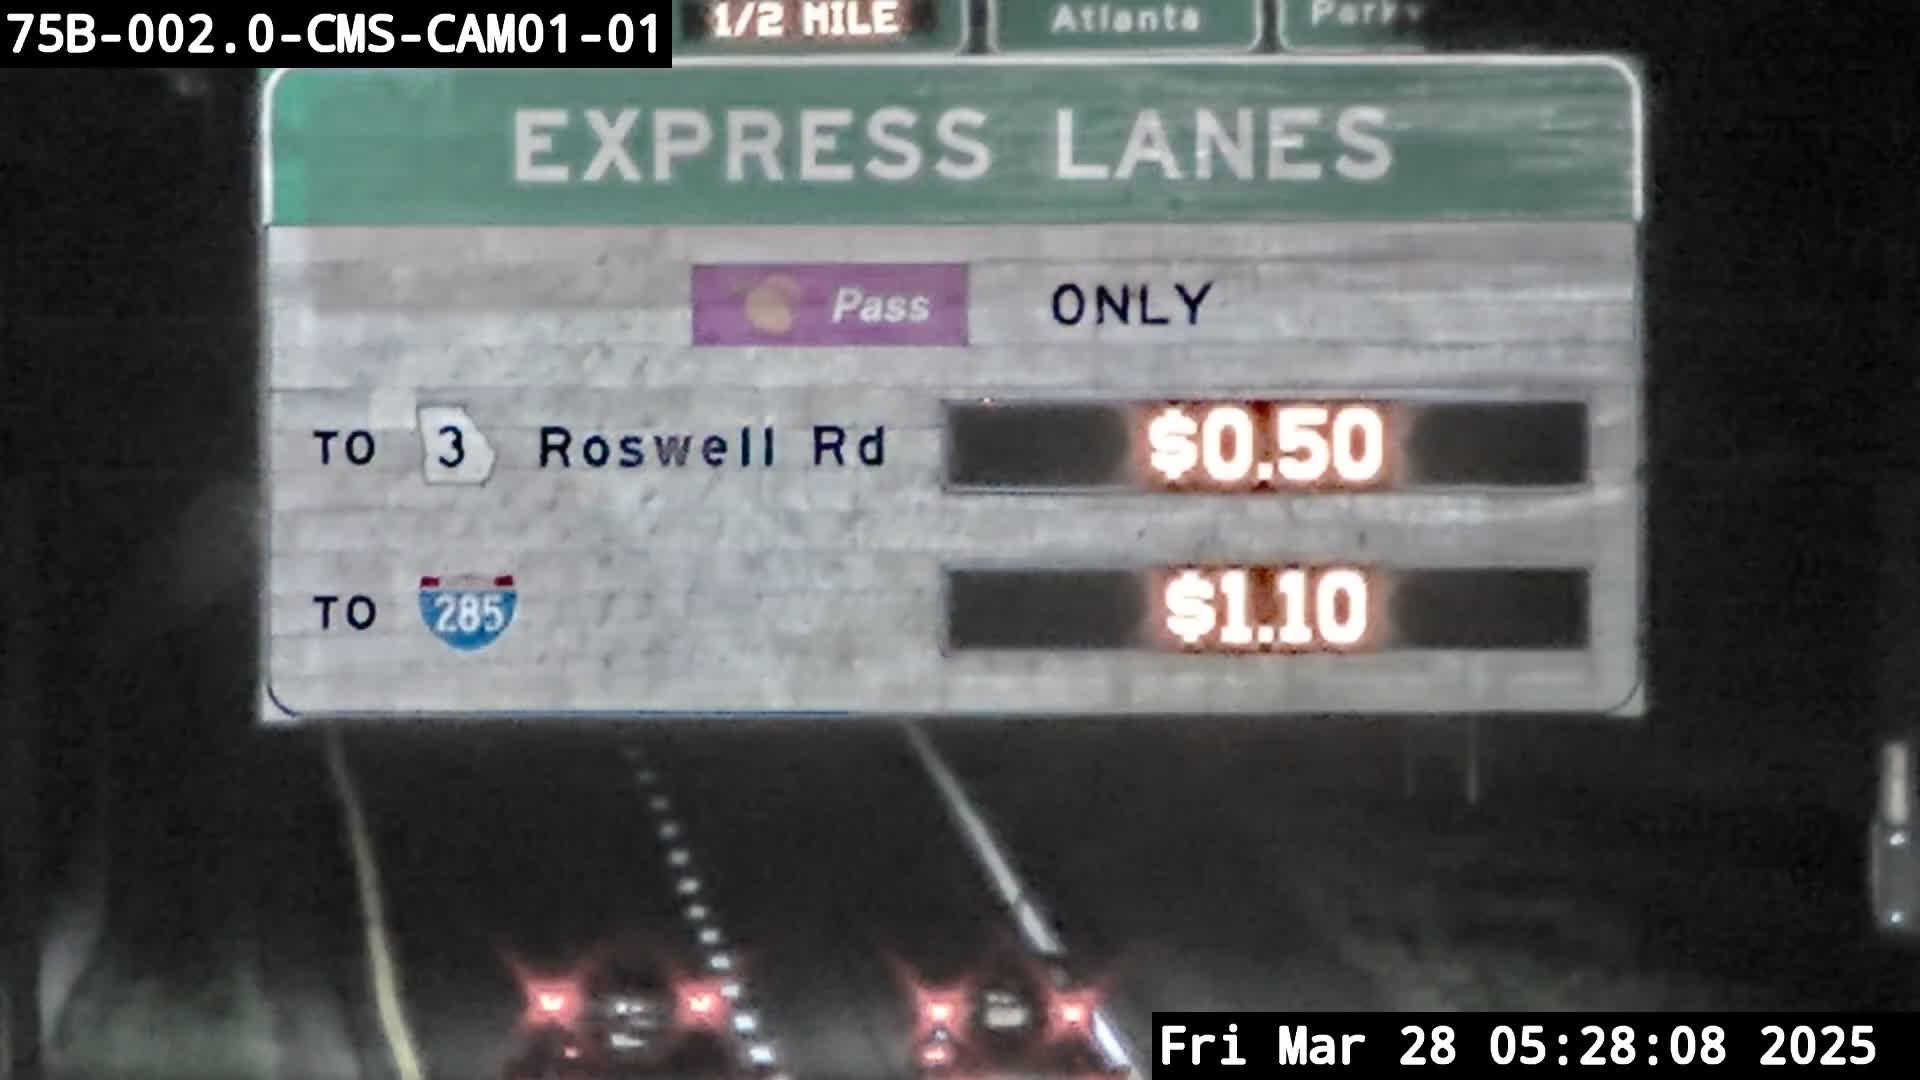 75B-002.0-CMS-CAM01-01
1/2 MILE
Atlanta
EXPRESS LANES
Pass ONLY
TO 3 Roswell Rd $0.50
TO 285 $1.10
Fri Mar 28 05:28:08 2025